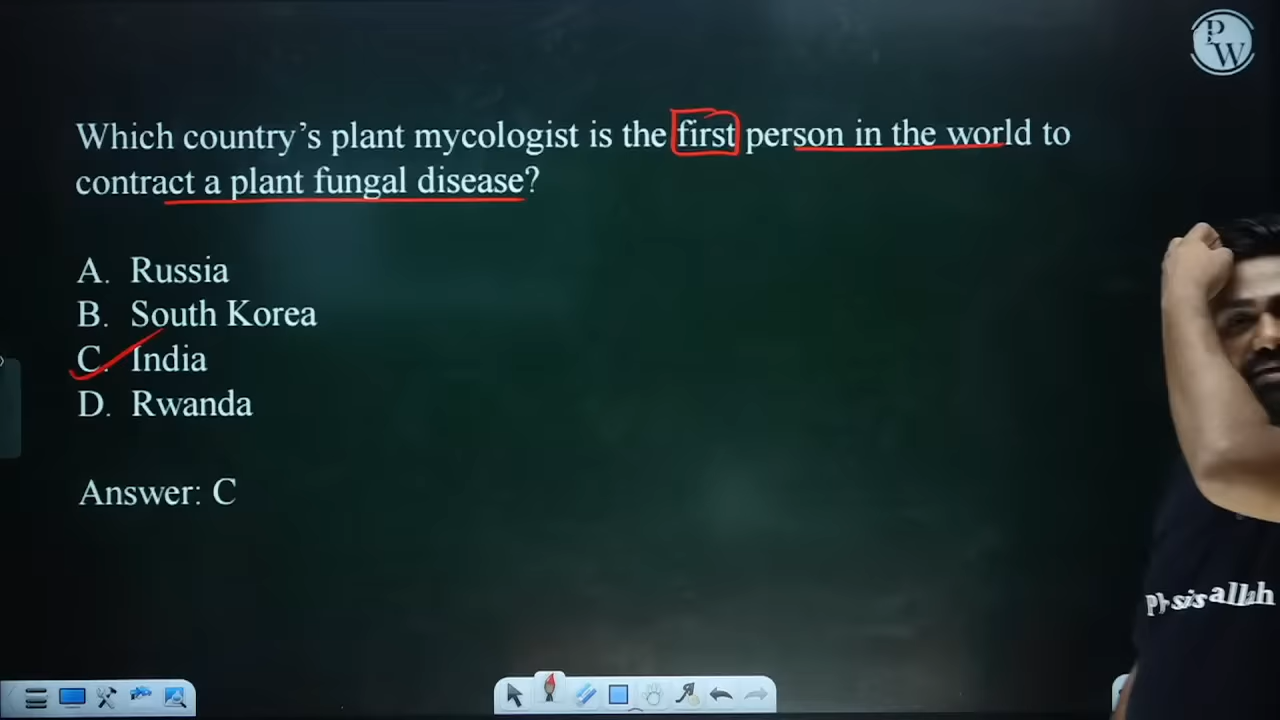 P
W
Which country’s plant mycologist is the first person in the world to
contract a plant fungal disease?
A. Russia
B. South Korea
C. India
D. Rwanda
Answer: C